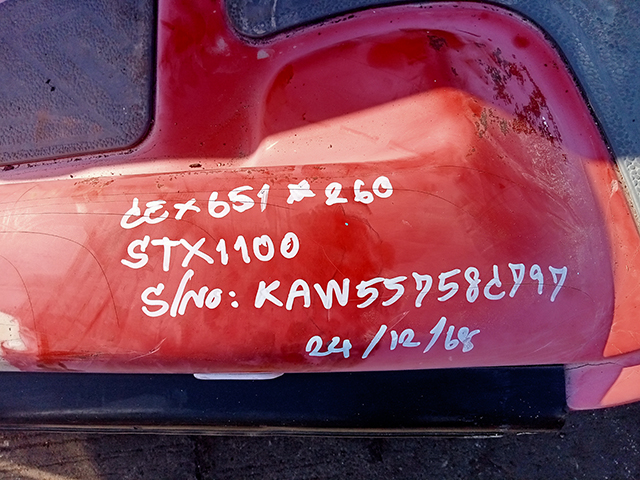 CEX651-260
STX1100
S/NO: KAW55758C797
24/12/68